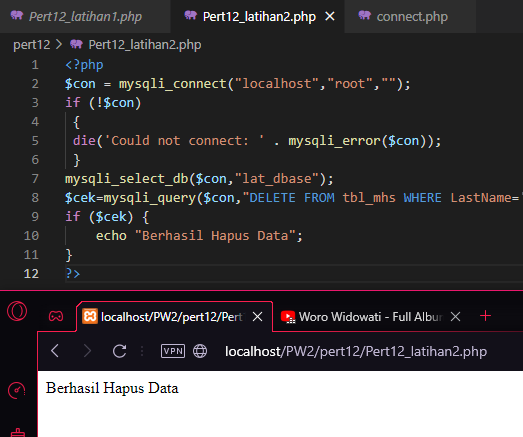 Pert12_latihan1.php Pert12_latihan2.php connect.php
pert12 > Pert12_latihan2.php
1 <?php
2 $con = mysqli_connect("localhost","root","");
3 if (!$con)
4 {
5 die('Could not connect: ' . mysqli_error($con));
6 }
7 mysqli_select_db($con,"lat_dbase");
8 $cek=mysqli_query($con,"DELETE FROM tbl_mhs WHERE LastName='
9 if ($cek) {
10 echo "Berhasil Hapus Data";
11 }
12 ?>
localhost/PW2/pert12/Pert Woro Widowati - Full Albur
VPN localhost/PW2/pert12/Pert12_latihan2.php
Berhasil Hapus Data